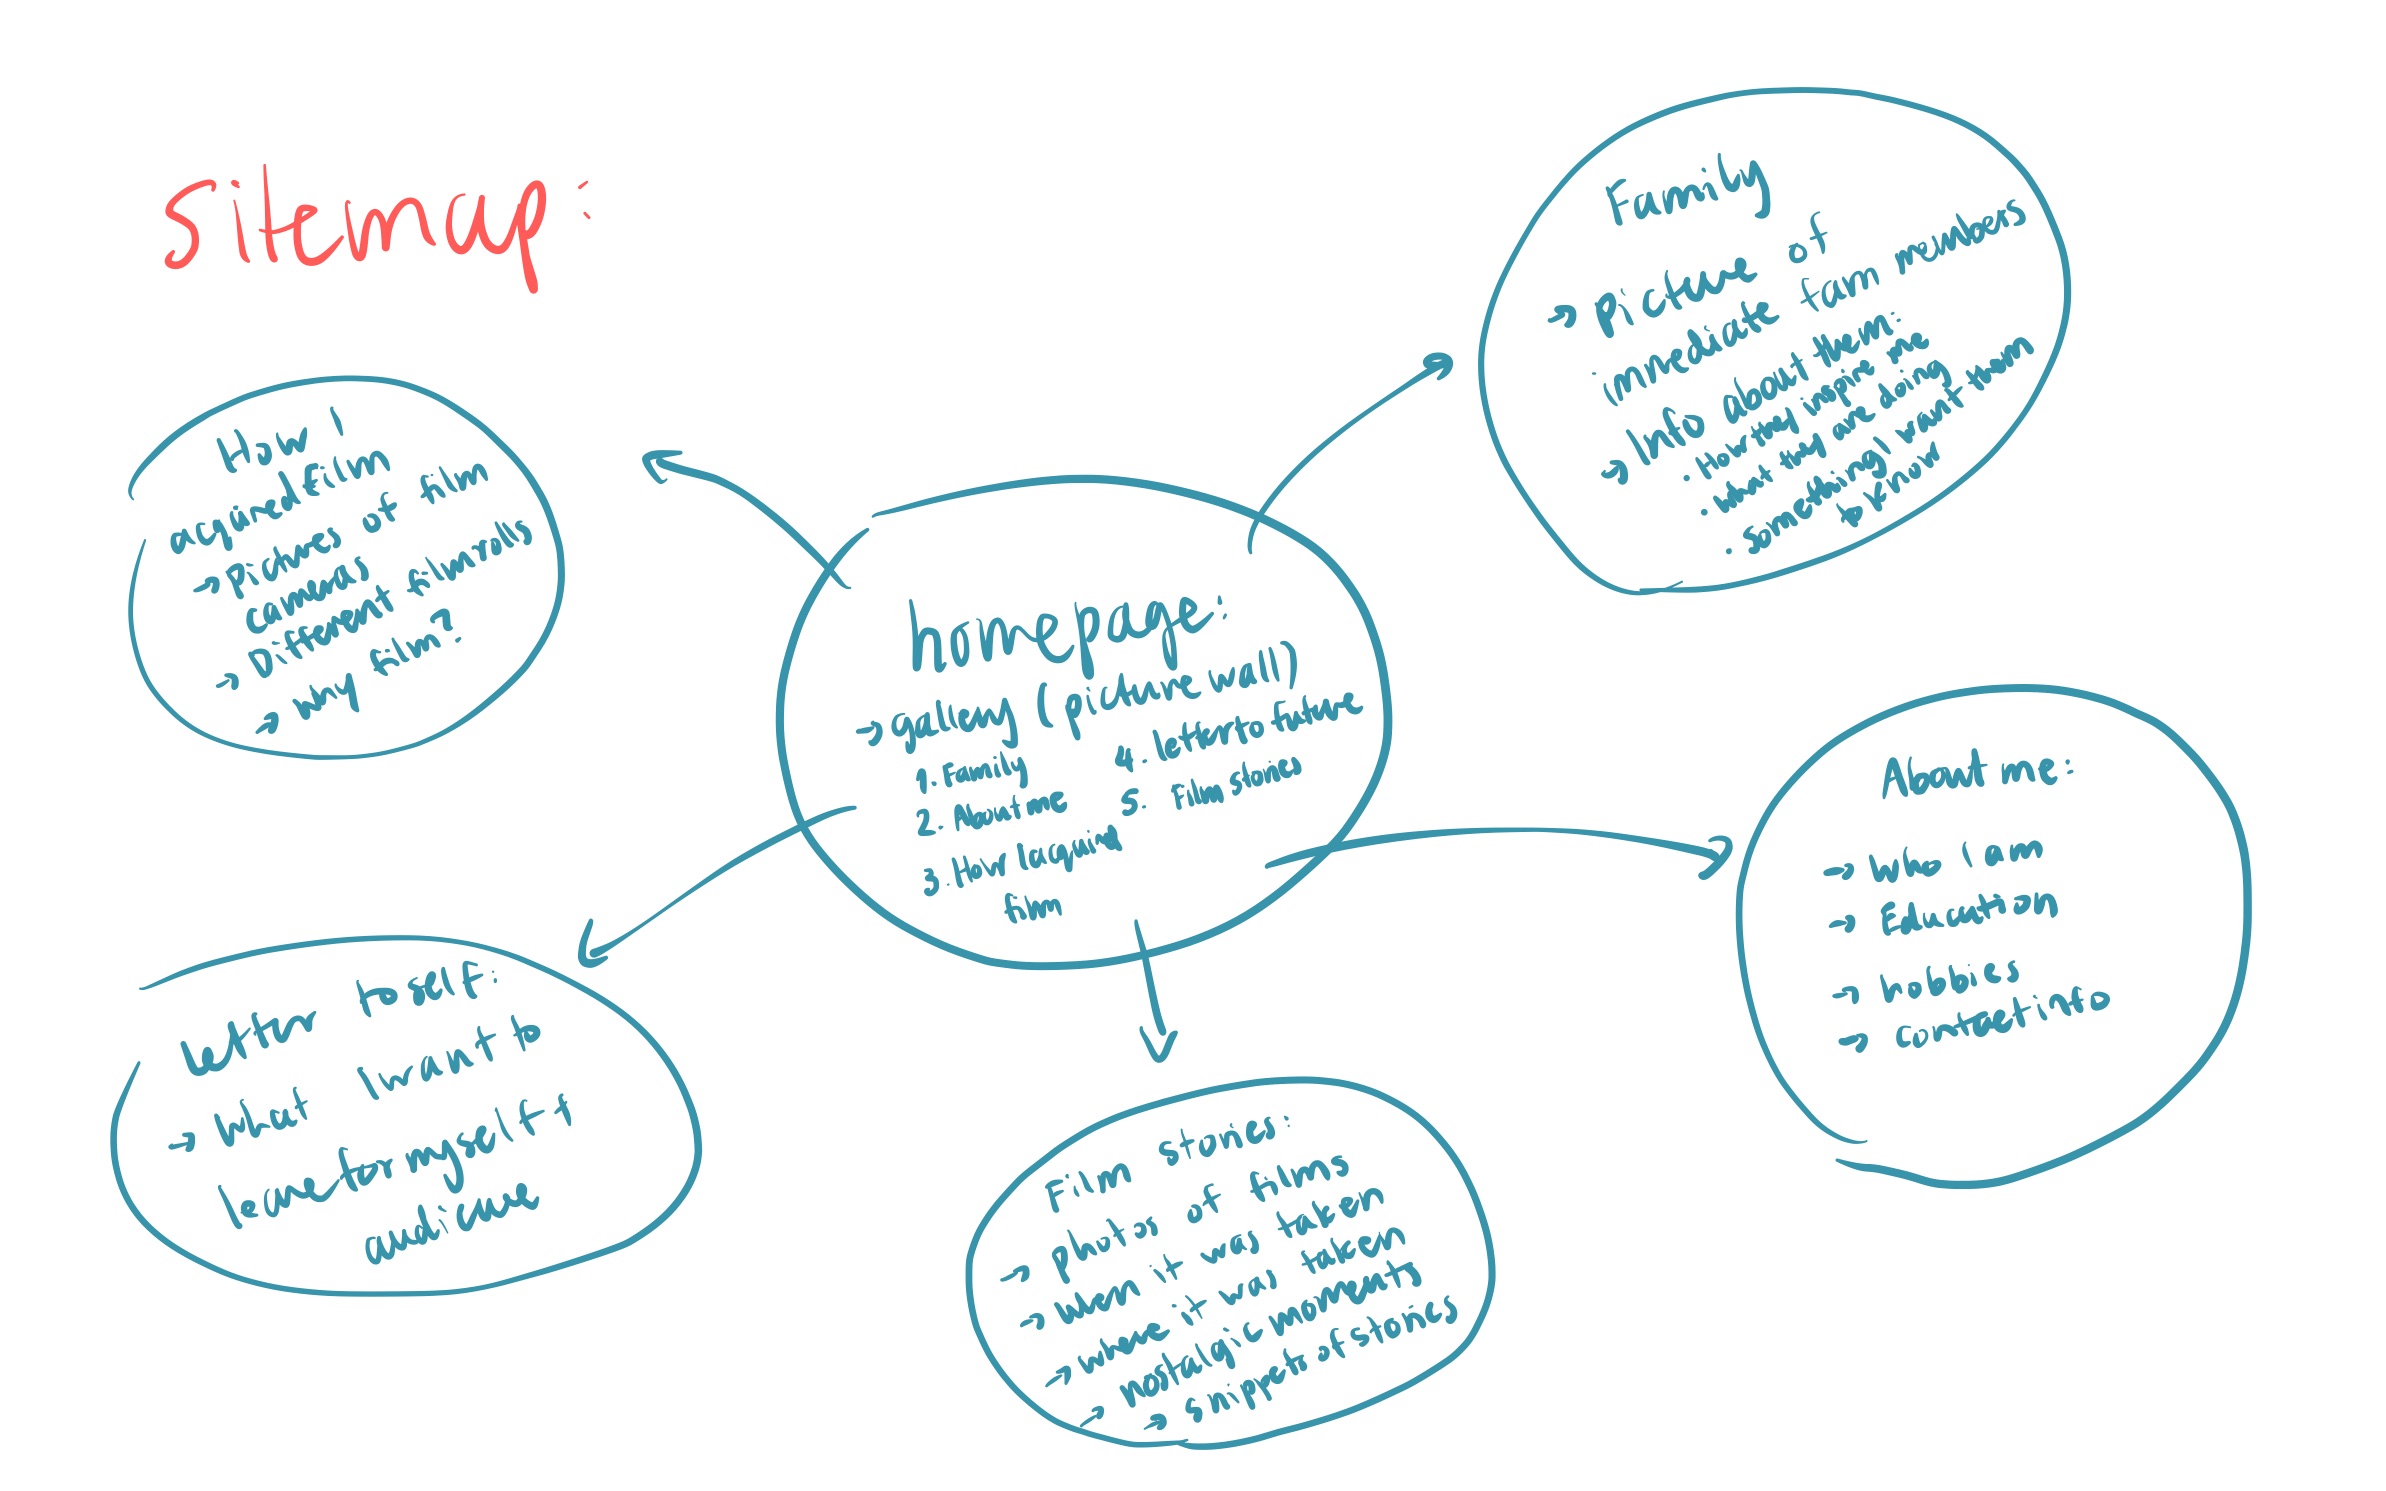 Sitemap:
How I
acquired Film
→ Pictures of film
cameras
→ Different filmrolls
→ why film?
Family
→ Picture of
immediate fam members
→ Info about them:
• How they inspire me
• what they are doing
• something I want them
to know
homepage:
→ gallery (picture wall)
1. Family
2. About me
3. How I acquired
film
4. letter to future
5. Film stories
About me:
→ Who I am
→ Education
→ hobbies
→ contact info
letter to self:
→ What I want to
leave for myself +
audience
Film stories:
→ photos of films
→ when it was taken
→ where it was taken
→ nostalgic moments
→ snippets of stories